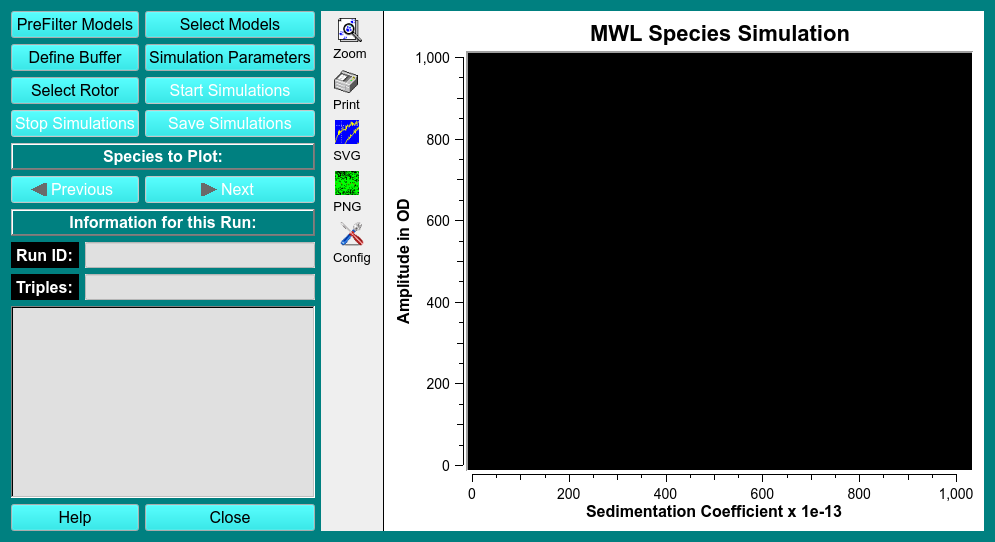 PreFilter Models
Select Models
Define Buffer
Simulation Parameters
Select Rotor
Start Simulations
Stop Simulations
Save Simulations
Species to Plot:
Previous
Next
Information for this Run:
Run ID:
Triples:
Help
Close
Zoom
Print
SVG
PNG
Config
MWL Species Simulation
Amplitude in OD
1,000
800
600
400
200
0
0 200 400 600 800 1,000
Sedimentation Coefficient x 1e-13